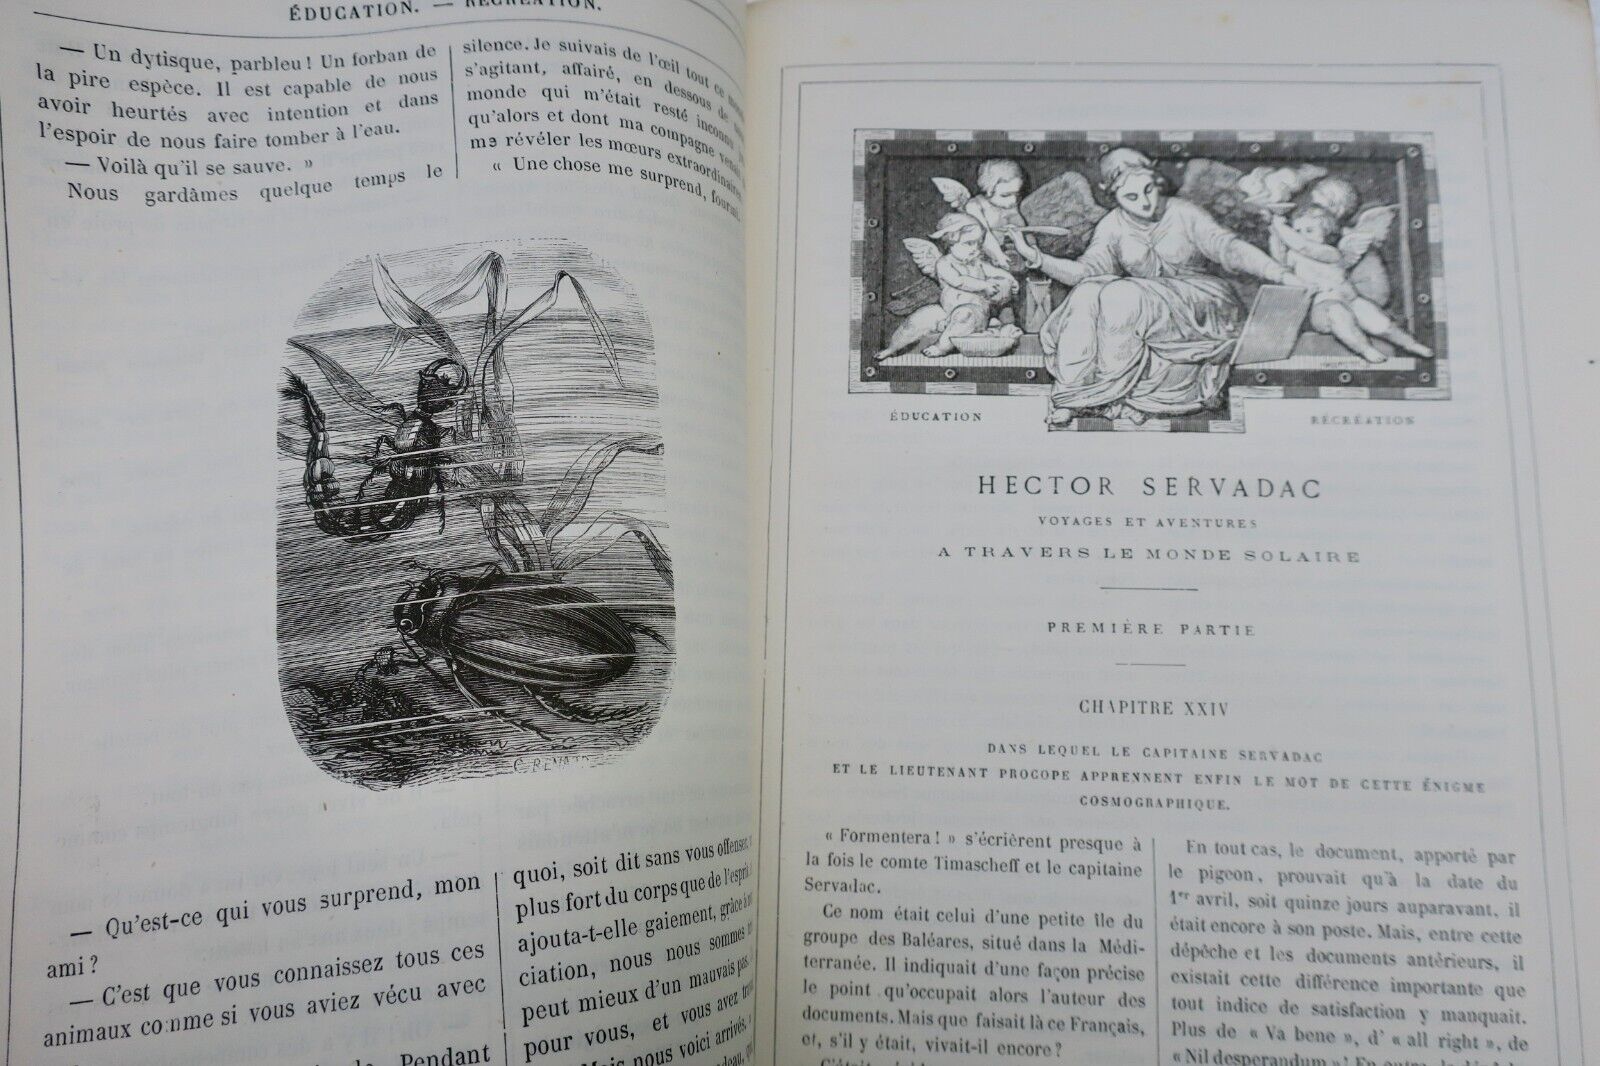 ÉDUCATION. — RÉCRÉATION.
— Un dytisque, parbleu! Un forban de
la pire espèce. Il est capable de nous
avoir heurtés avec intention et dans
l'espoir de nous faire tomber à l'eau.
— Voilà qu'il se sauve. »
Nous gardâmes quelque temps le
silence. Je suivais de l'œil tout ce
s'agitant, affairé, en dessous de
monde qui m'était resté inconnu
qu'alors et dont ma compagne venait
me révéler les mœurs extraordinaires
« Une chose me surprend,
— Qu'est-ce qui vous surprend, mon
ami?
— C'est que vous connaissez tous ces
animaux comme si vous aviez vécu avec
Pendant
quoi, soit dit sans vous offenser,
plus fort du corps que de l'esprit
ajouta-t-elle gaiement, grâce à
ciation, nous nous sommes
peut mieux d'un mauvais pas.
pour vous, et vous avez
Mais nous voici arrivés.
ÉDUCATION
RÉCRÉATION
HECTOR SERVADAC
VOYAGES ET AVENTURES
A TRAVERS LE MONDE SOLAIRE
PREMIÈRE PARTIE
CHAPITRE XXIV
DANS LEQUEL LE CAPITAINE SERVADAC
ET LE LIEUTENANT PROCOPE APPRENNENT ENFIN LE MOT DE CETTE ÉNIGME
COSMOGRAPHIQUE.
« Formentera! » s'écrièrent presque à
la fois le comte Timascheff et le capitaine
Servadac.
Ce nom était celui d'une petite île du
groupe des Baléares, situé dans la Médi-
terranée. Il indiquait d'une façon précise
le point qu'occupait alors l'auteur des
documents. Mais que faisait là ce Français,
et, s'il y était, vivait-il encore?
En tout cas, le document, apporté par
le pigeon, prouvait qu'à la date du
1er avril, soit quinze jours auparavant, il
était encore à son poste. Mais, entre cette
dépêche et les documents antérieurs, il
existait cette différence importante que
tout indice de satisfaction y manquait.
Plus de « Va bene », d' « all right », de
« Nil desperandum »! En outre,